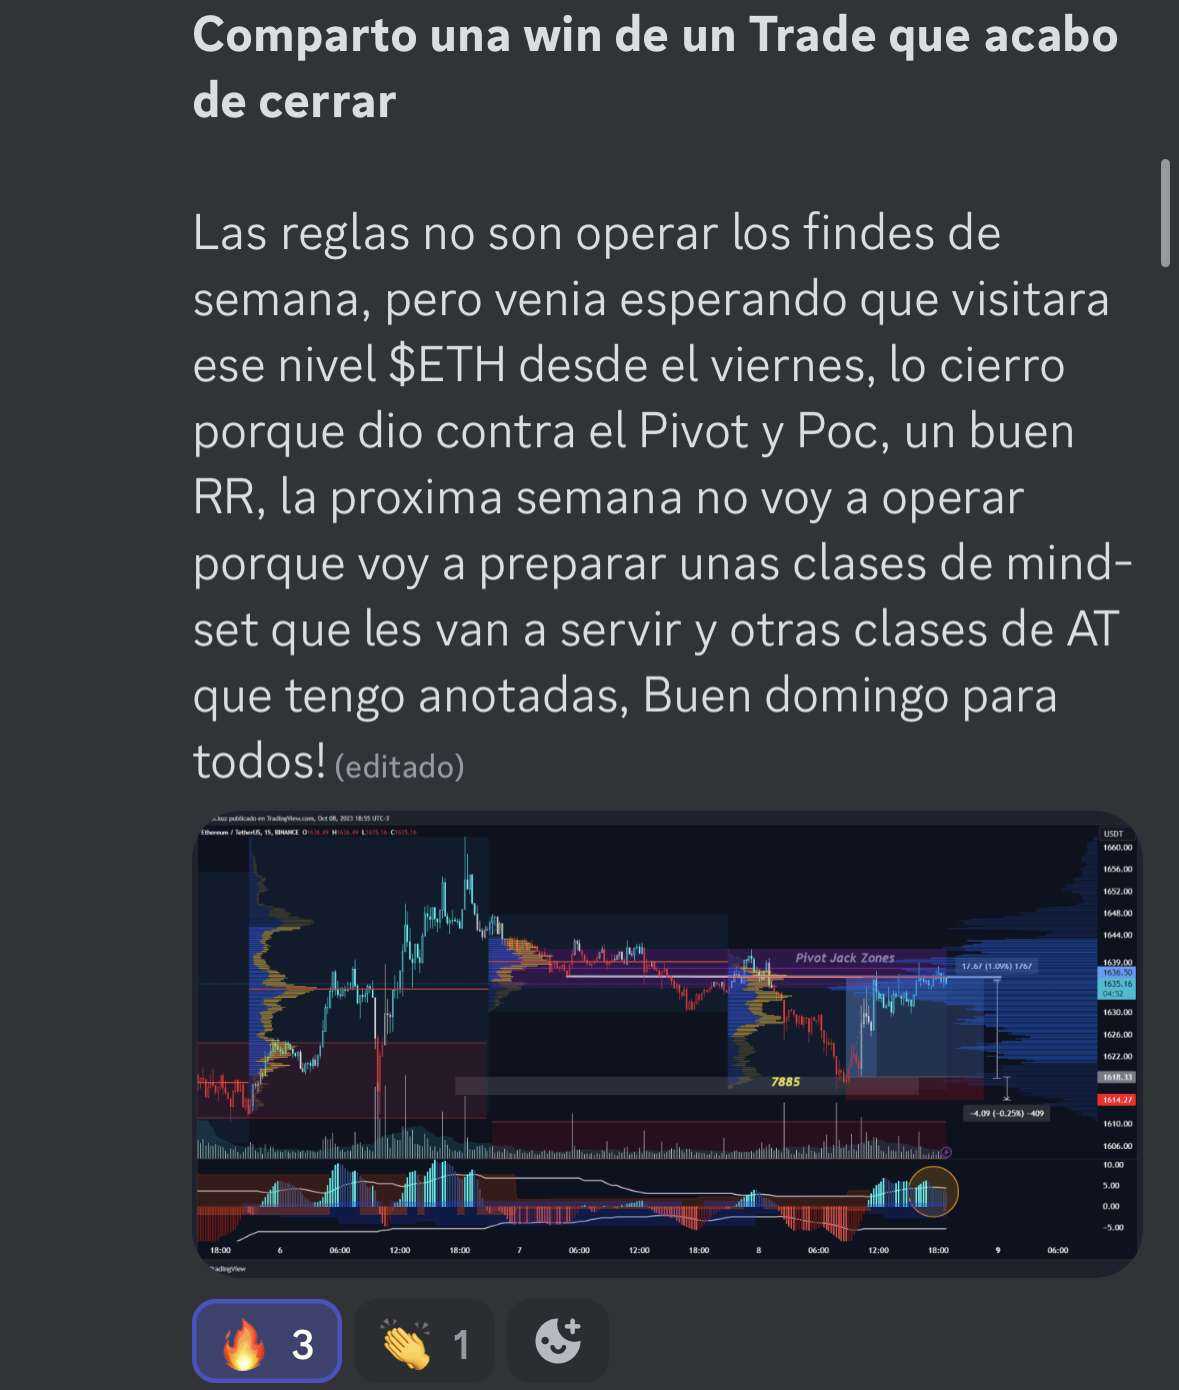 Comparto una win de un Trade que acabo
de cerrar
Las reglas no son operar los findes de
semana, pero venia esperando que visitara
ese nivel $ETH desde el viernes, lo cierro
porque dio contra el Pivot y Poc, un buen
RR, la proxima semana no voy a operar
porque voy a preparar unas clases de mind-
set que les van a servir y otras clases de AT
que tengo anotadas, Buen domingo para
todos! (editado)
publicado en TradingView.com, Oct 08, 2023 18:55 UTC-3
Ethereum / TetherUS, 15, BINANCE O1636.49 H1636.49 L1635.16 C1635.16
USDT
1660.00
1656.00
1652.00
1648.00
1644.00
1639.00
1636.50
1635.16
04:52
1630.00
1626.00
1622.00
1618.33
1614.27
1610.00
1606.00
10.00
5.00
0.00
-5.00
Pivot Jack Zones
17.67 (1.09%) 1767
7885
-4.09 (-0.25%) -409
18:00 6 06:00 12:00 18:00 7 06:00 12:00 18:00 8 06:00 12:00 18:00 9 06:00
TradingView
3
1